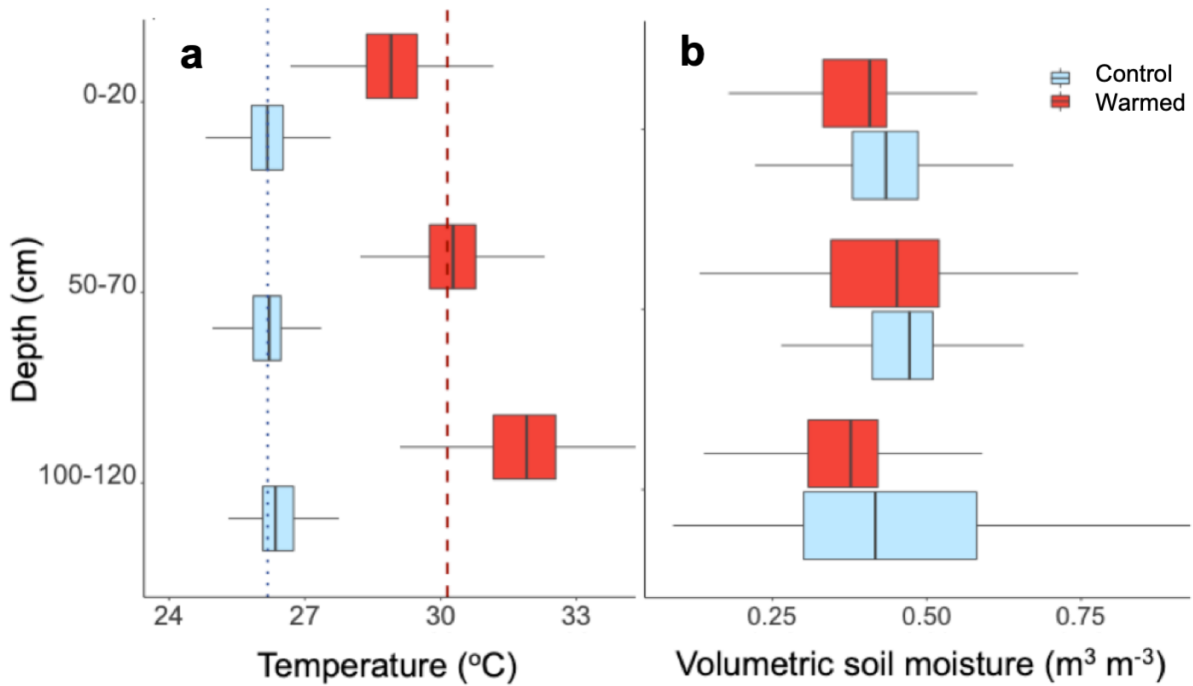 a
b
Control
Warmed
0-20
50-70
100-120
Depth (cm)
24 27 30 33
0.25 0.50 0.75
Temperature (ºC)
Volumetric soil moisture (m³ m⁻³)